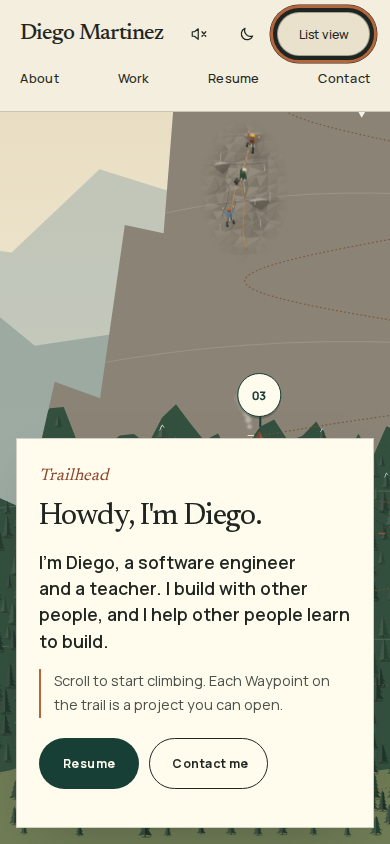 Diego Martinez
List view
About Work Resume Contact
03
Trailhead
Howdy, I'm Diego.
I'm Diego, a software engineer
and a teacher. I build with other
people, and I help other people learn
to build.
Scroll to start climbing. Each Waypoint on
the trail is a project you can open.
Resume
Contact me